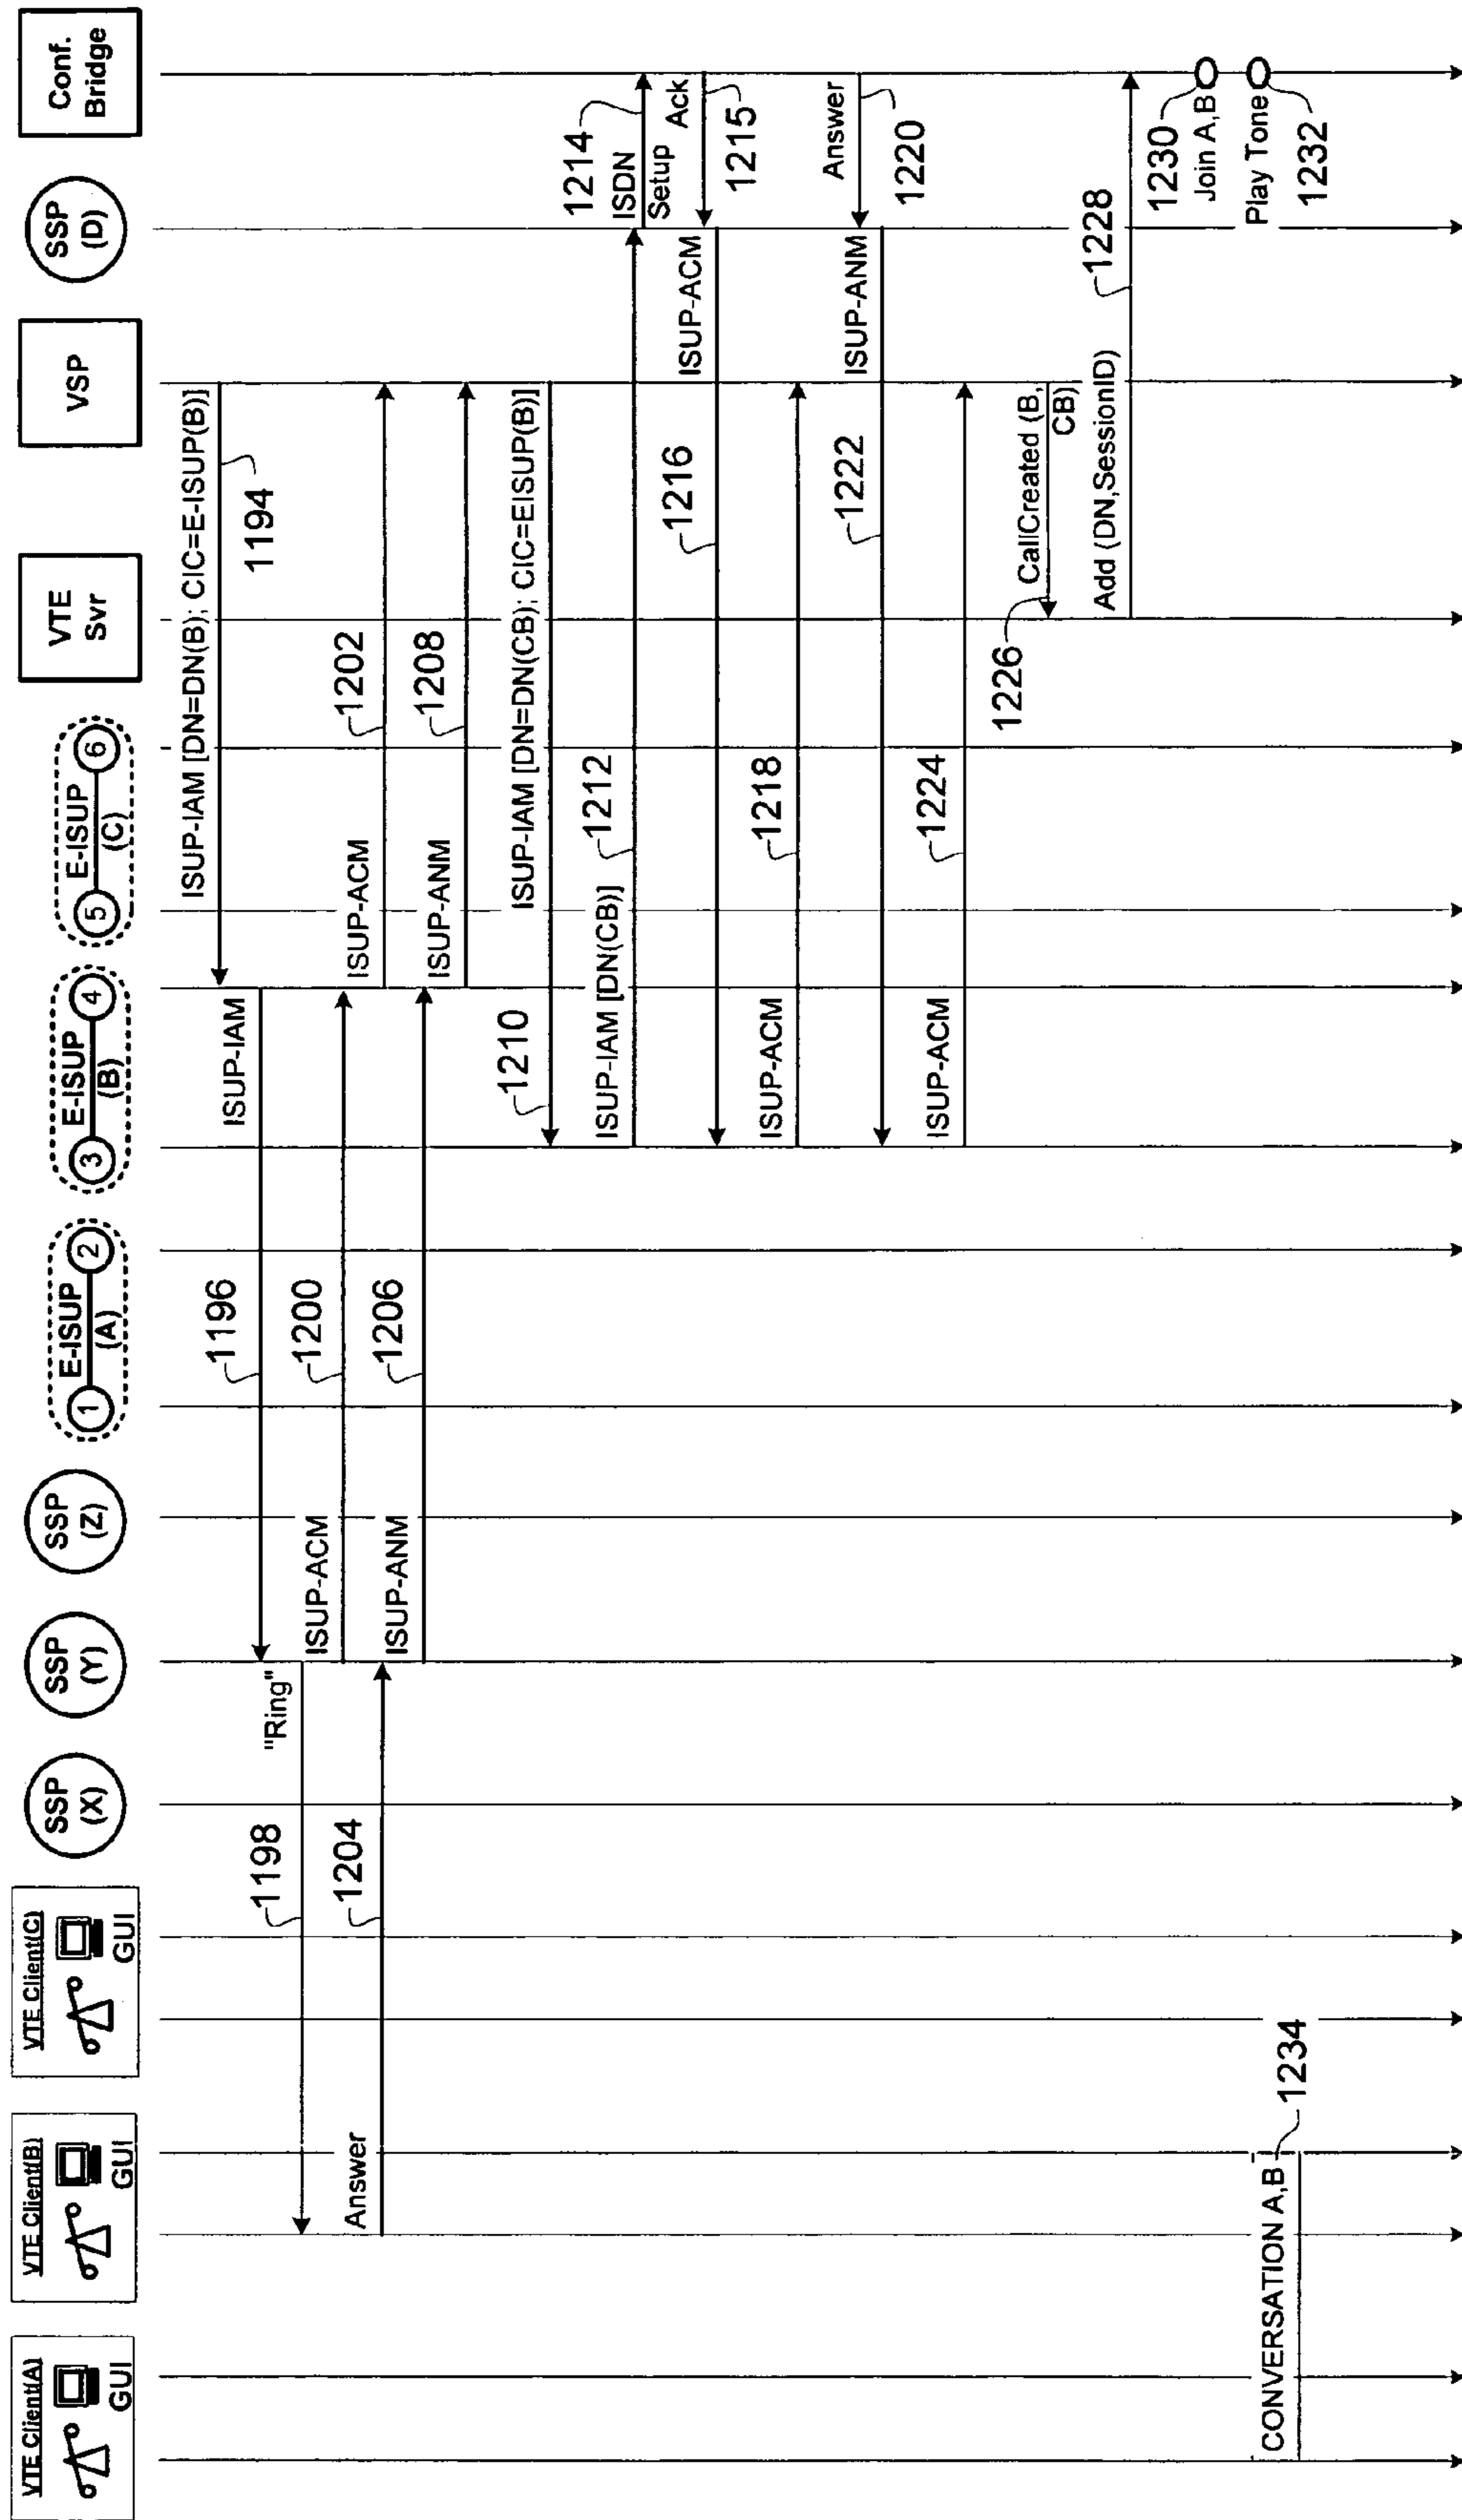 VTE Client(A)
GUI
VTE Client(B)
GUI
VTE Client(C)
GUI
SSP
(X)
SSP
(Y)
SSP
(Z)
1
E-ISUP
(A)
2
3
E-ISUP
(B)
4
5
E-ISUP
(C)
6
VTE
Svr
VSP
SSP
(D)
Conf.
Bridge
ISUP-IAM [DN=DN(B); CIC=E-ISUP(B)]
1194
ISUP-IAM
1196
"Ring"
1198
ISUP-ACM
1200
ISUP-ACM
1202
Answer
1204
ISUP-ANM
1206
ISUP-ANM
1208
ISUP-IAM [DN=DN(CB); CIC=EISUP(B)]
1210
ISUP-IAM [DN(CB)]
1212
1214
ISDN
Setup
Ack
1215
ISUP-ACM
1216
ISUP-ACM
1218
Answer
1220
ISUP-ANM
1222
ISUP-ACM
1224
CallCreated (B,
CB)
1226
Add (DN,SessionID)
1228
1230
Join A,B
Play Tone
1232
CONVERSATION A,B
1234